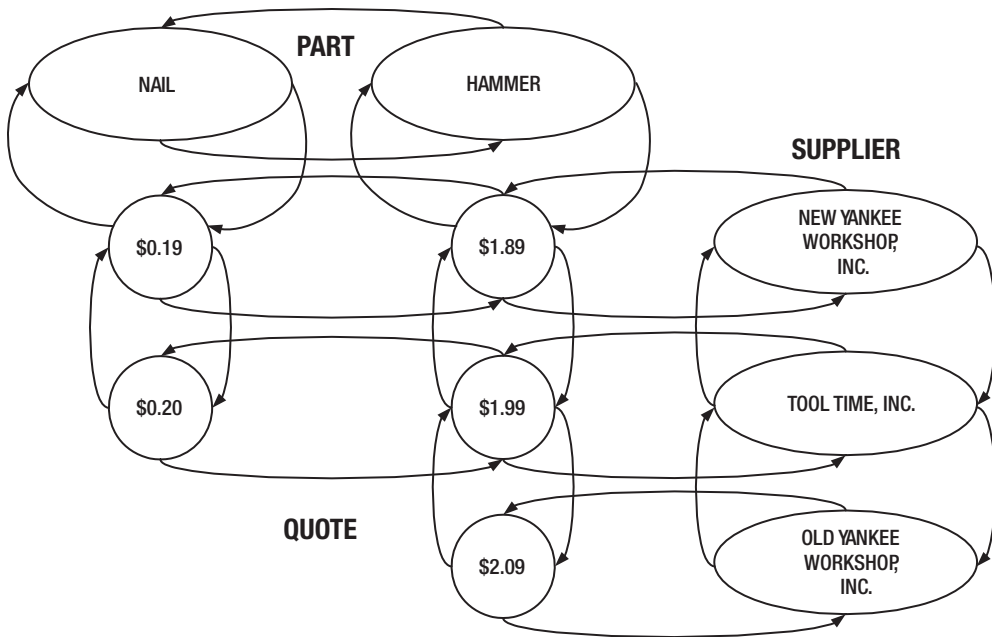 PART
NAIL
HAMMER
SUPPLIER
NEW YANKEE
WORKSHOP,
INC.
$0.19
$1.89
$0.20
$1.99
TOOL TIME, INC.
QUOTE
$2.09
OLD YANKEE
WORKSHOP,
INC.